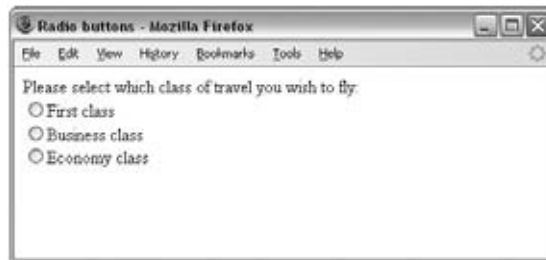 Radio buttons - Mozilla Firefox
File Edit View History Bookmarks Tools Help
Please select which class of travel you wish to fly:
First class
Business class
Economy class